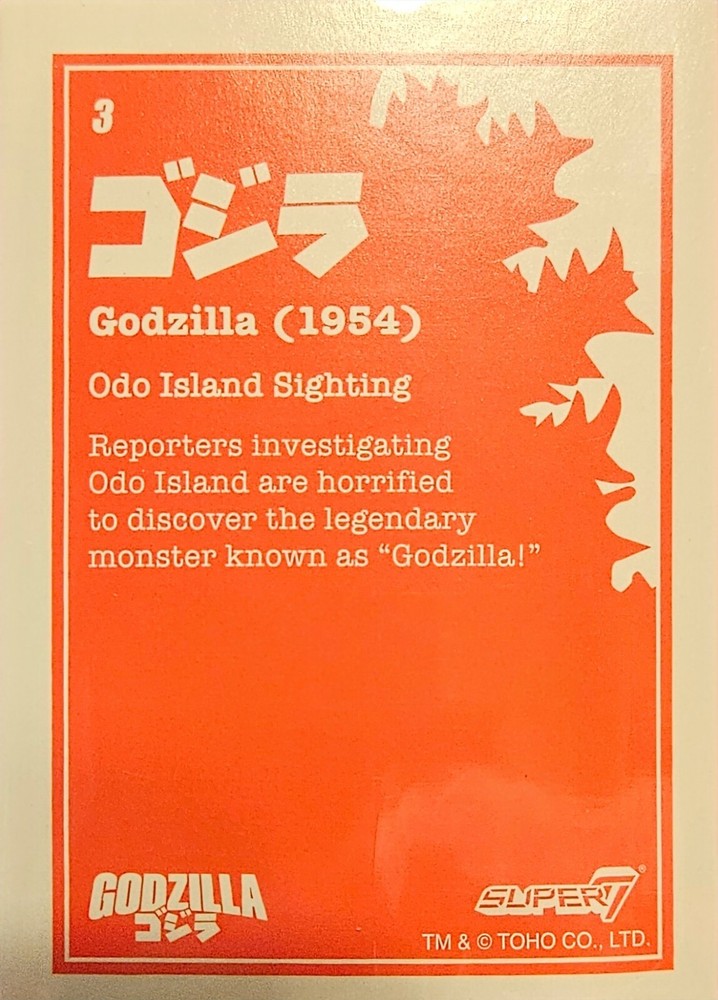 3
ゴジラ
Godzilla (1954)
Odo Island Sighting
Reporters investigating
Odo Island are horrified
to discover the legendary
monster known as “Godzilla!”
GODZILLA
ゴジラ
SUPER7®
TM & © TOHO CO., LTD.